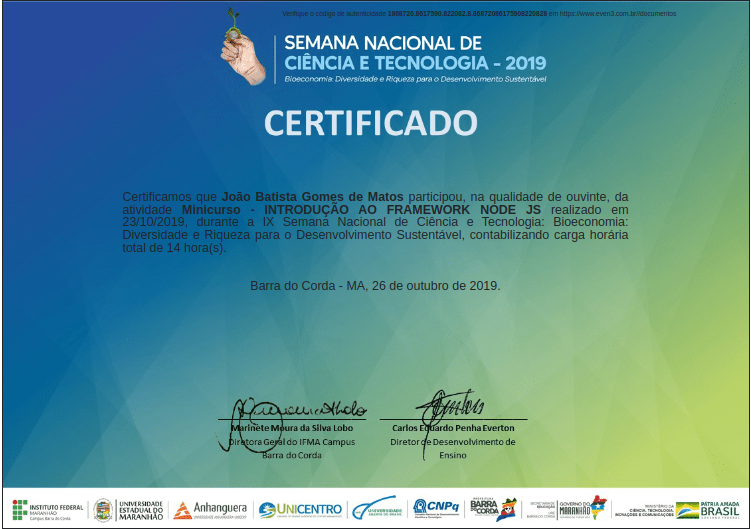 Verifique o código de autenticidade em https://www.even3.com.br//documentos
SEMANA NACIONAL DE
CIÊNCIA E TECNOLOGIA - 2019
Bioeconomia: Diversidade e Riqueza para o Desenvolvimento Sustentável
CERTIFICADO
Certificamos que João Batista Gomes de Matos participou, na qualidade de ouvinte, da
atividade Minicurso - INTRODUÇÃO AO FRAMEWORK NODE JS realizado em
23/10/2019, durante a IX Semana Nacional de Ciência e Tecnologia: Bioeconomia:
Diversidade e Riqueza para o Desenvolvimento Sustentável, contabilizando carga horária
total de 14 hora(s).
Barra do Corda - MA, 26 de outubro de 2019.
Marinete Moura da Silva Lobo
Diretora Geral do IFMA Campus
Barra do Corda
Carlos Eduardo Penha Everton
Diretor de Desenvolvimento de
Ensino
INSTITUTO FEDERAL
MARANHÃO
Campus Barra do Corda
UNIVERSIDADE
ESTADUAL DO
MARANHÃO
Anhanguera
UNICENTRO
UNIVERSIDADE
ABERTA DO BRASIL
CNPq
BARRA
DO CORDA
GOVERNO DO
MARANHÃO
MINISTÉRIO DA
CIÊNCIA, TECNOLOGIA,
INOVAÇÕES E COMUNICAÇÕES
PÁTRIA AMADA
BRASIL
GOVERNO FEDERAL